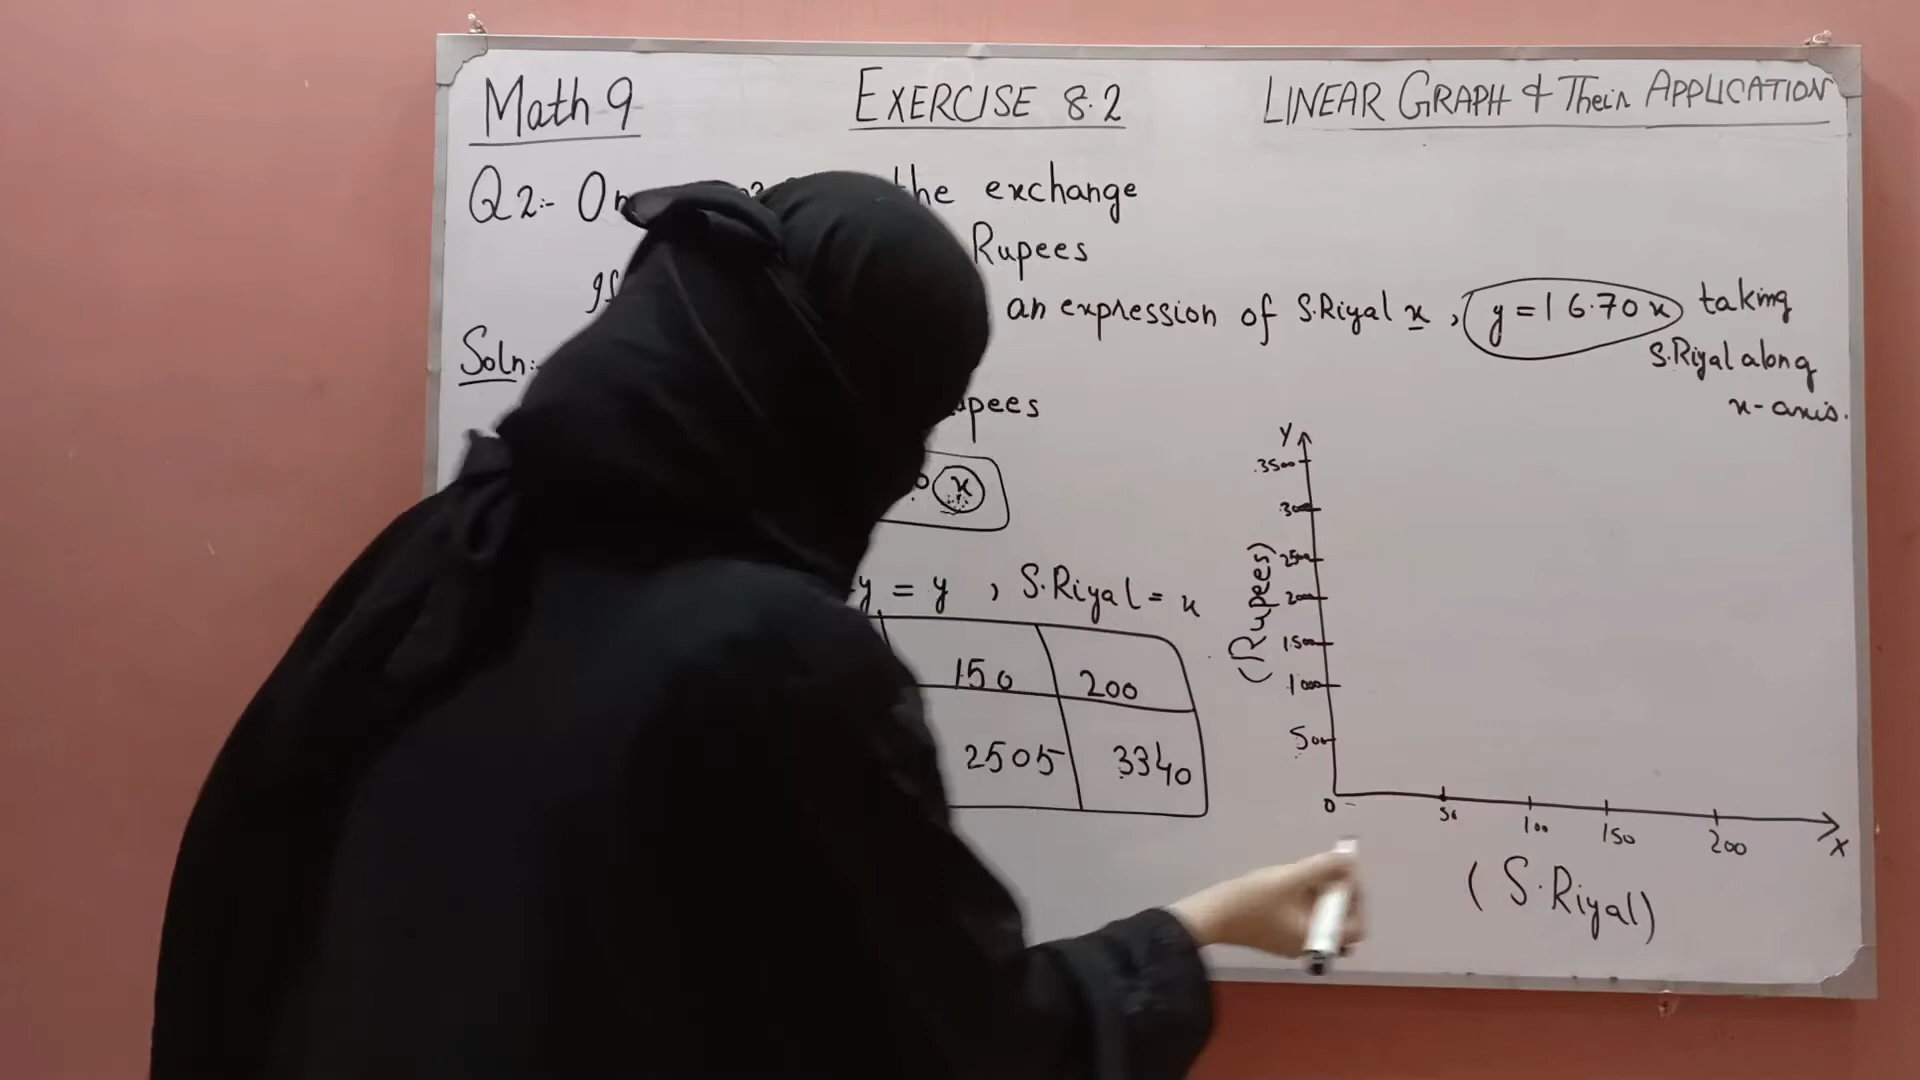 Math 9 EXERCISE 8.2 LINEAR GRAPH & Their APPLICATION
Q2:- the exchange
Rupees
If an expression of S.Riyal x, y = 16.70 x taking
S.Riyal along
x-axis.
Soln:-
x
y = y , S.Riyal = x
150 200
2505 3340
Y
3500
3000
2500
2000
1500
1000
500
(Rupees)
0 50 100 150 200 X
(S.Riyal)